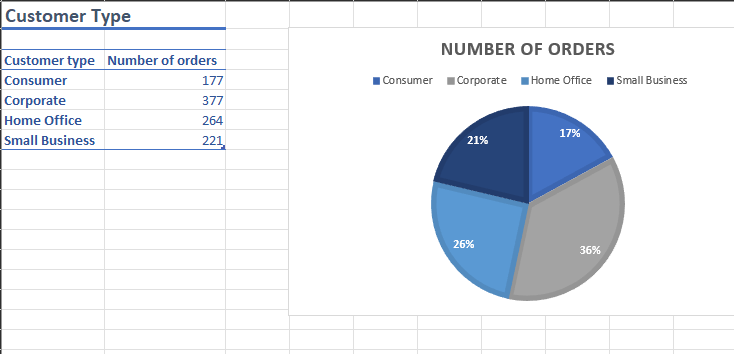 Customer Type
Customer type Number of orders
Consumer 177
Corporate 377
Home Office 264
Small Business 221
NUMBER OF ORDERS
Consumer Corporate Home Office Small Business
21% 17%
26% 36%